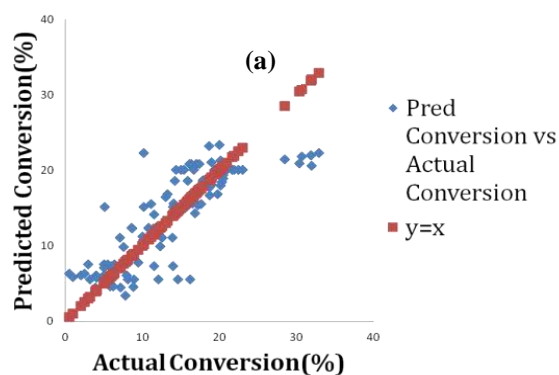 40
30
20
10
0
0
10
20
30
40
Predicted Conversion(%)
Actual Conversion(%)
(a)
Pred
Conversion vs
Actual
Conversion
y=x